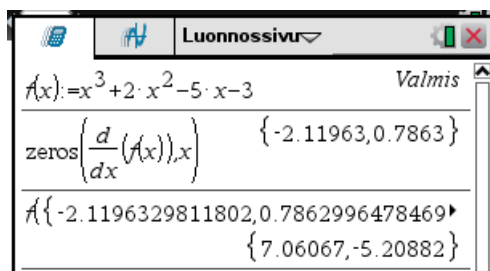 Luonnossivu
f(x):=x³+2·x²-5·x-3 Valmis
zeros(d/dx(f(x)),x) {-2.11963,0.7863}
f({-2.1196329811802,0.7862996478469▸
{7.06067,-5.20882}